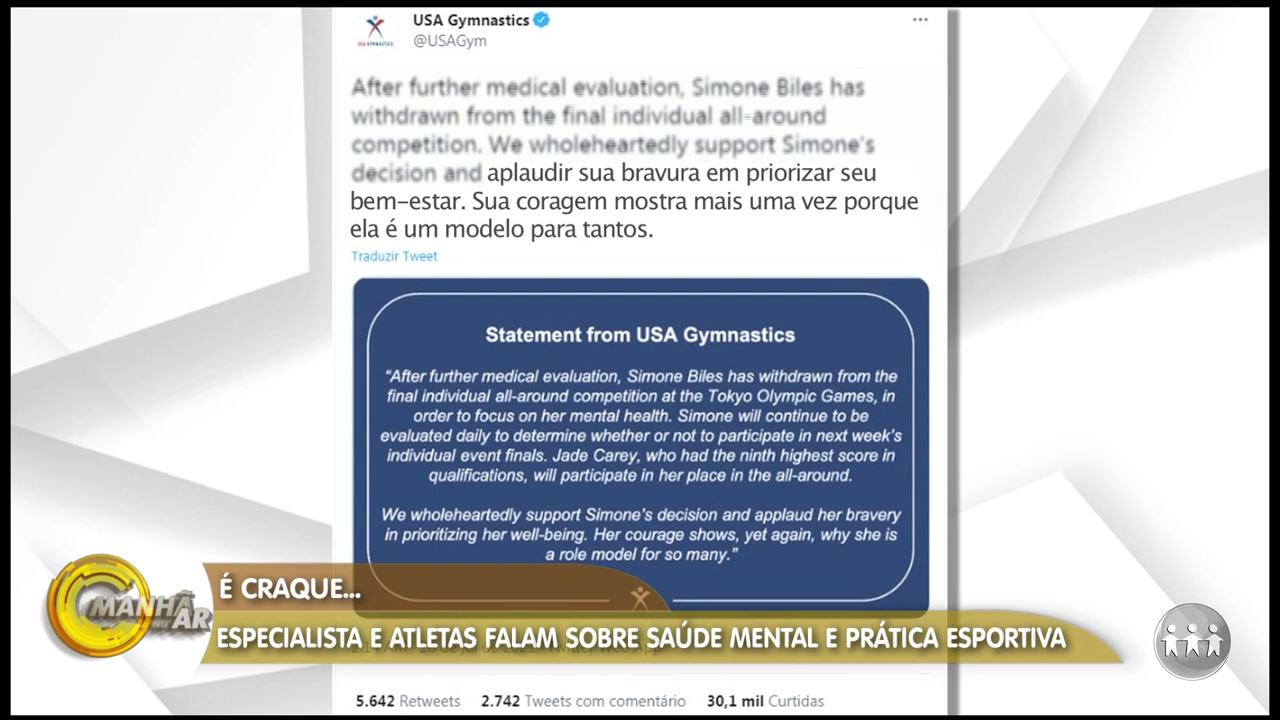 USA Gymnastics
@USAGym
After further medical evaluation, Simone Biles has
withdrawn from the final individual all-around
competition. We wholeheartedly support Simone's
decision and aplaudir sua bravura em priorizar seu
bem-estar. Sua coragem mostra mais uma vez porque
ela é um modelo para tantos.
Traduzir Tweet
Statement from USA Gymnastics
“After further medical evaluation, Simone Biles has withdrawn from the
final individual all-around competition at the Tokyo Olympic Games, in
order to focus on her mental health. Simone will continue to be
evaluated daily to determine whether or not to participate in next week’s
individual event finals. Jade Carey, who had the ninth highest score in
qualifications, will participate in her place in the all-around.
We wholeheartedly support Simone’s decision and applaud her bravery
in prioritizing her well-being. Her courage shows, yet again, why she is
a role model for so many.”
É CRAQUE...
MANHÃ
NO AR
ESPECIALISTA E ATLETAS FALAM SOBRE SAÚDE MENTAL E PRÁTICA ESPORTIVA
5.642 Retweets 2.742 Tweets com comentário 30,1 mil Curtidas